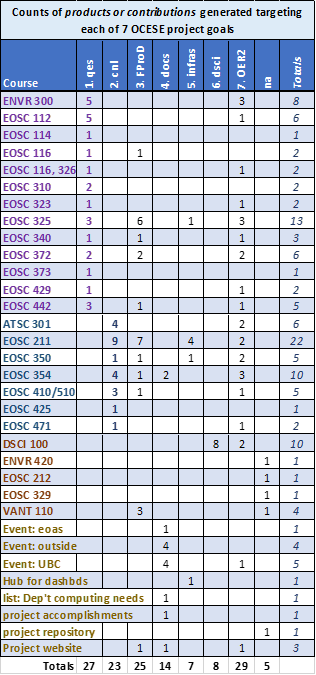 Counts of products or contributions generated targeting
each of 7 OCESE project goals
Course 1. qes 2. cnl 3. FProD 4. docs 5. infras 6. dsci 7. OER2 na Totals
ENVR 300 5 3 8
EOSC 112 5 1 6
EOSC 114 1 1
EOSC 116 1 1 2
EOSC 116, 326 1 1 2
EOSC 310 2 2
EOSC 323 1 1 2
EOSC 325 3 6 1 3 13
EOSC 340 1 1 1 3
EOSC 372 2 2 2 6
EOSC 373 1 1
EOSC 429 1 1 2
EOSC 442 3 1 1 5
ATSC 301 4 2 6
EOSC 211 9 7 4 2 22
EOSC 350 1 1 1 2 5
EOSC 354 4 1 2 3 10
EOSC 410/510 3 1 1 5
EOSC 425 1 1
EOSC 471 1 1 2
DSCI 100 8 2 10
ENVR 420 1 1
EOSC 212 1 1
EOSC 329 1 1
VANT 110 3 1 4
Event: eoas 1 1
Event: outside 4 4
Event: UBC 4 1 5
Hub for dashbds 1 1
list: Dep't computing needs 1 1
project accomplishments 1 1
project repository 1 1
Project website 1 1 1 3
Totals 27 23 25 14 7 8 29 5